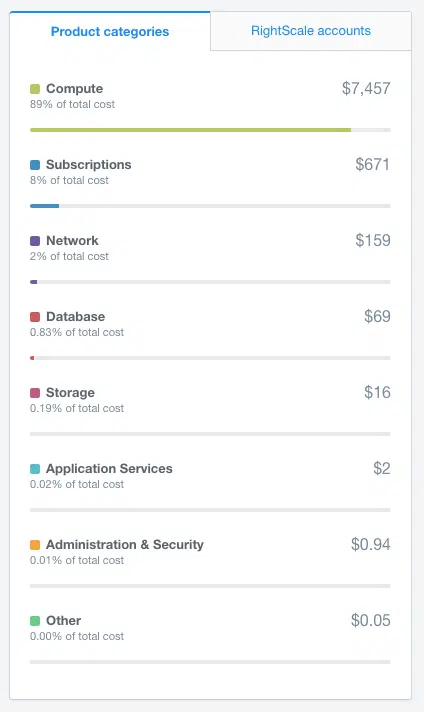 Product categories
RightScale accounts
Compute
$7,457
89% of total cost
Subscriptions
$671
8% of total cost
Network
$159
2% of total cost
Database
$69
0.83% of total cost
Storage
$16
0.19% of total cost
Application Services
$2
0.02% of total cost
Administration & Security
$0.94
0.01% of total cost
Other
$0.05
0.00% of total cost